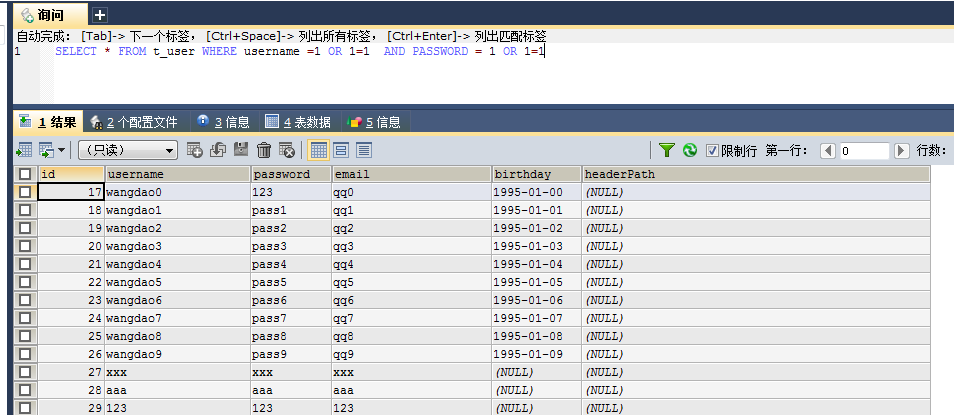 询问
自动完成: [Tab]-> 下一个标签, [Ctrl+Space]-> 列出所有标签, [Ctrl+Enter]-> 列出匹配标签
1 SELECT * FROM t_user WHERE username =1 OR 1=1 AND PASSWORD = 1 OR 1=1
1 结果 2 个配置文件 3 信息 4 表数据 5 信息
(只读) 限制行 第一行: 0 行数:
id username password email birthday headerPath
17 wangdao0 123 qq0 1995-01-00 (NULL)
18 wangdao1 pass1 qq1 1995-01-01 (NULL)
19 wangdao2 pass2 qq2 1995-01-02 (NULL)
20 wangdao3 pass3 qq3 1995-01-03 (NULL)
21 wangdao4 pass4 qq4 1995-01-04 (NULL)
22 wangdao5 pass5 qq5 1995-01-05 (NULL)
23 wangdao6 pass6 qq6 1995-01-06 (NULL)
24 wangdao7 pass7 qq7 1995-01-07 (NULL)
25 wangdao8 pass8 qq8 1995-01-08 (NULL)
26 wangdao9 pass9 qq9 1995-01-09 (NULL)
27 xxx xxx xxx (NULL) (NULL)
28 aaa aaa aaa (NULL) (NULL)
29 123 123 123 (NULL) (NULL)